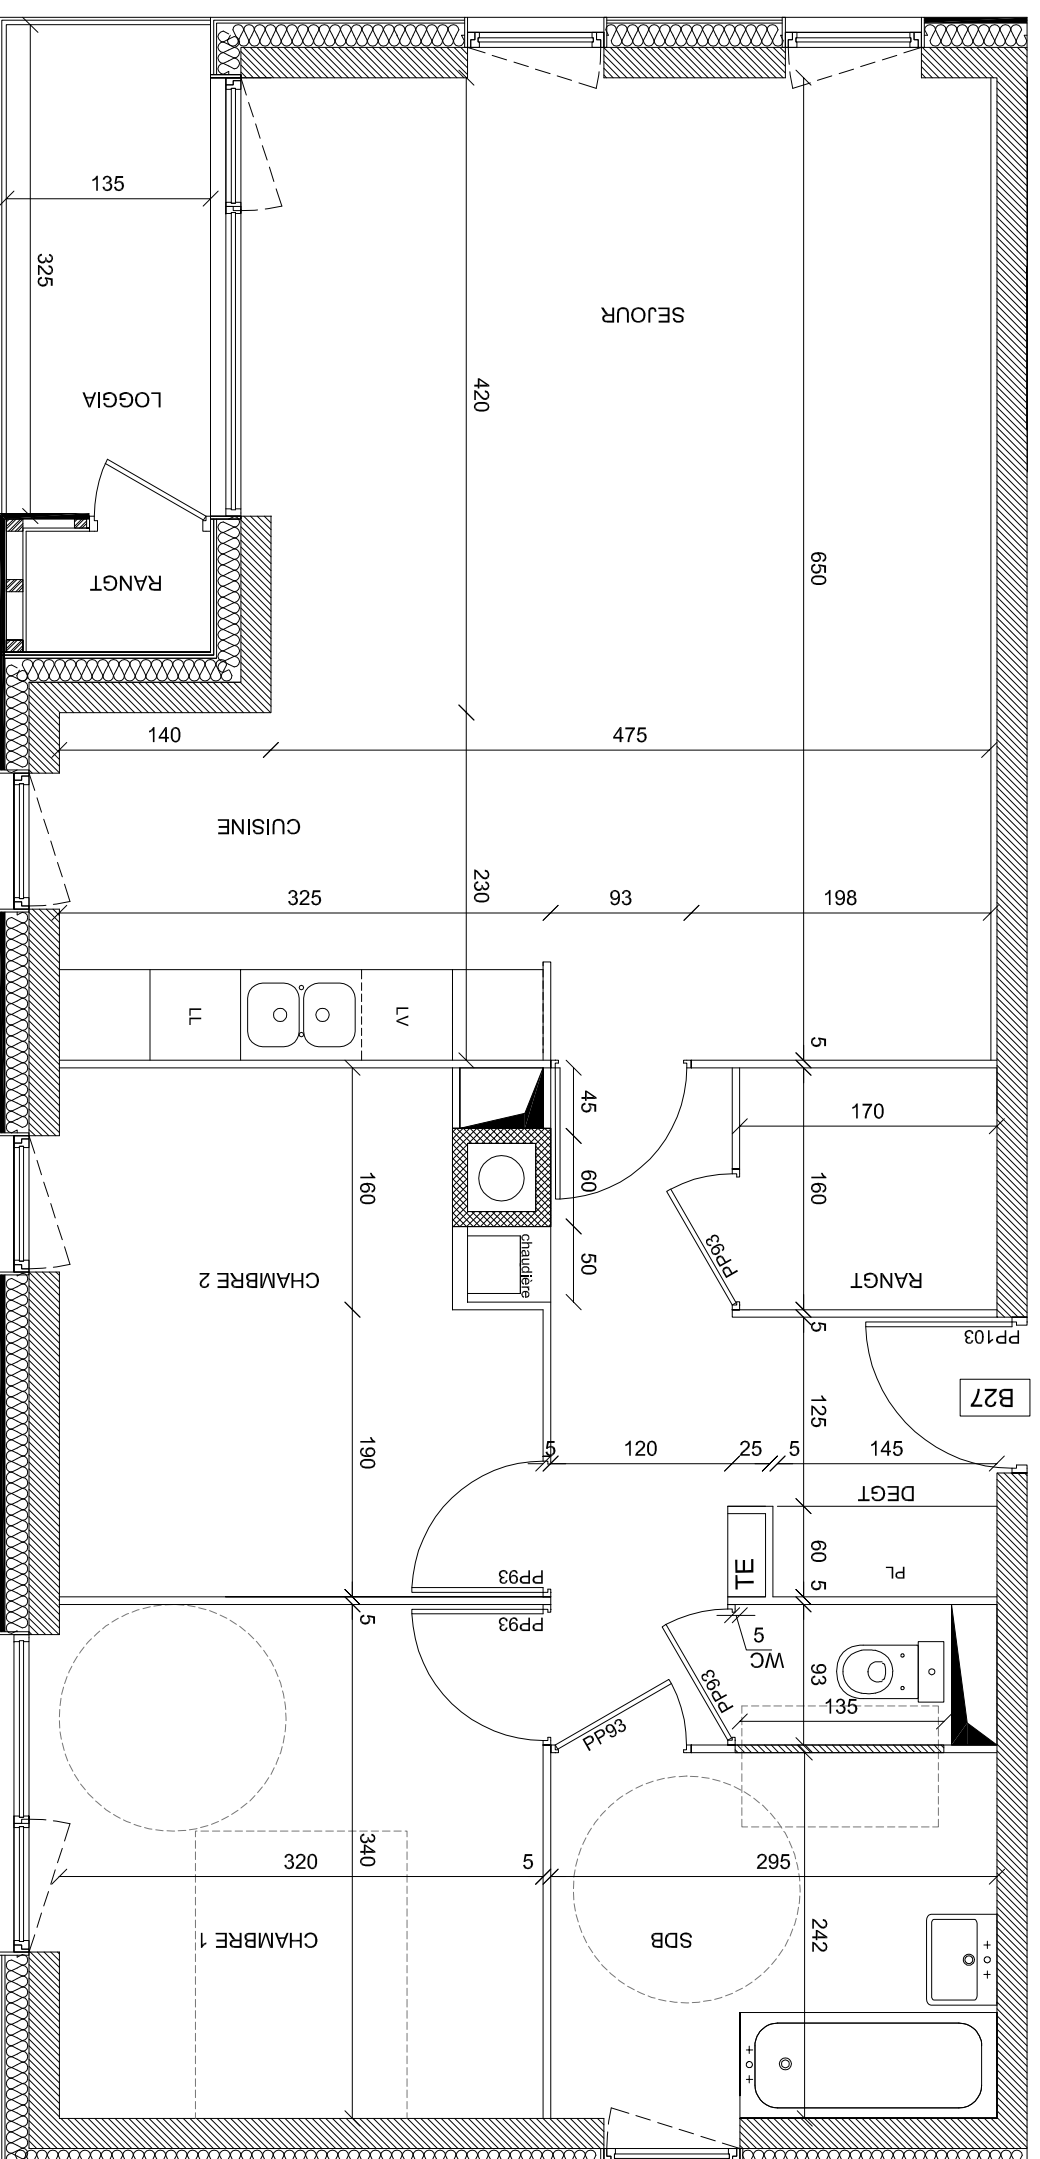 135
325
SEJOUR
420
LOGGIA
650
RANGT
140
475
CUISINE
230
325
93
198
LL
LV
5
45
170
160
60
160
PP93
50
chaudière
CHAMBRE 2
RANGT
5
PP103
B27
125
190
5
120
25
5
145
DEGT
60
PL
TE
PP93
5
5
PP93
5
WC
93
PP93
135
PP93
340
320
5
295
242
CHAMBRE 1
SDB